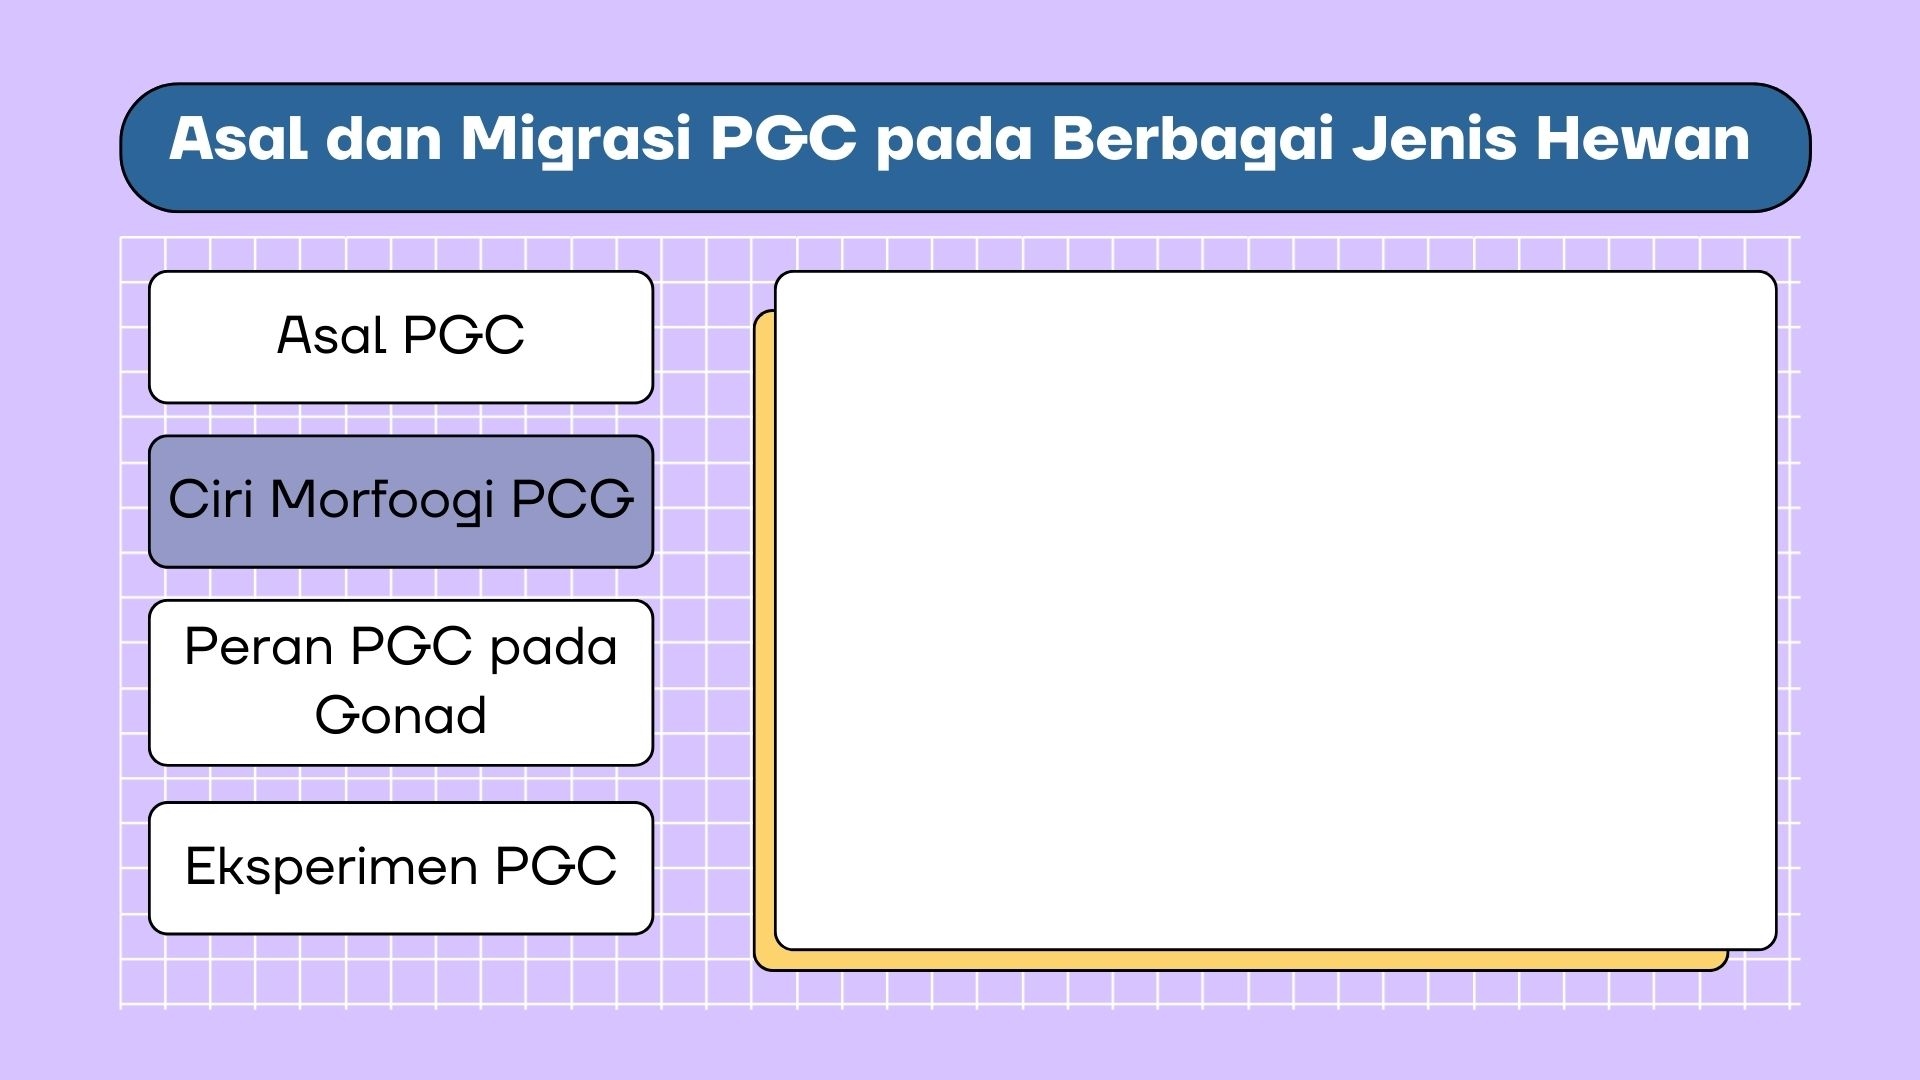 Asal dan Migrasi PGC pada Berbagai Jenis Hewan
Asal PGC
Ciri Morfoogi PCG
Peran PGC pada
Gonad
Eksperimen PGC